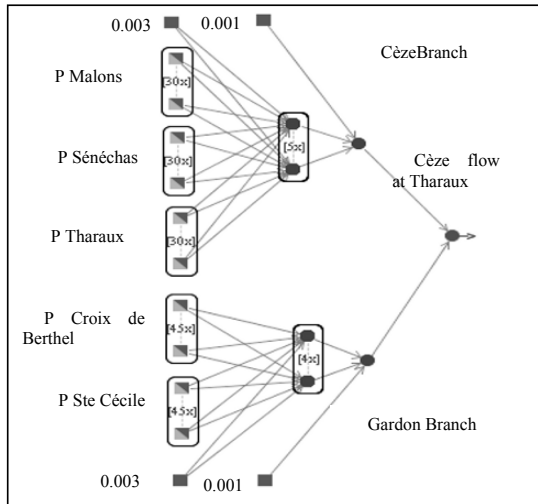 0.003
0.001
CèzeBranch
P Malons
[30x]
[5x]
P Sénéchas
[30x]
Cèze flow
at Tharaux
P Tharaux
[30x]
P Croix de
Berthel
[45x]
[4x]
P Ste Cécile
[45x]
Gardon Branch
0.003
0.001